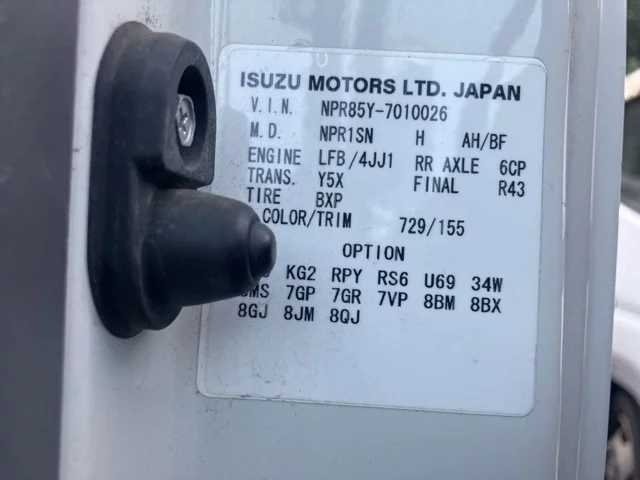 ISUZU MOTORS LTD. JAPAN
V.I.N. NPR85Y-7010026
M.D. NPR1SN H AH/BF
ENGINE LFB/4JJ1 RR AXLE 6CP
TRANS. Y5X FINAL R43
TIRE BXP
COLOR/TRIM 729/155
OPTION
KG2 RPY RS6 U69 34W
7GP 7GR 7VP 8BM 8BX
8GJ 8JM 8QJ